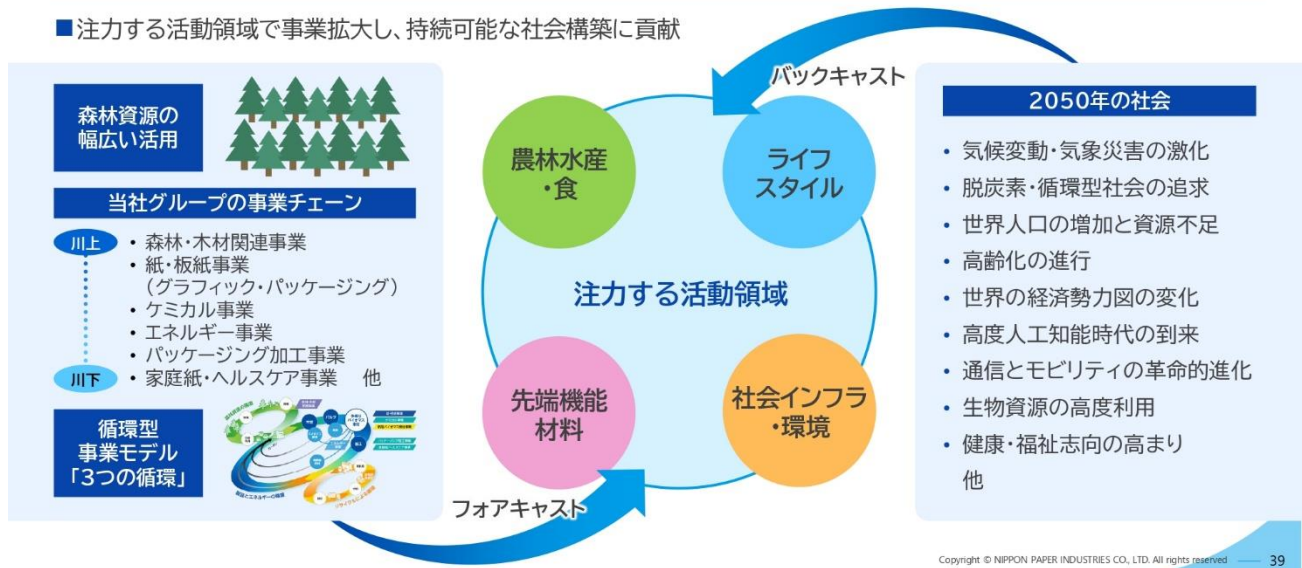 ■注力する活動領域で事業拡大し、持続可能な社会構築に貢献
森林資源の
幅広い活用
当社グループの事業チェーン
川上
・森林・木材関連事業
・紙・板紙事業
(グラフィック・パッケージング)
・ケミカル事業
・エネルギー事業
・パッケージング加工事業
川下
・家庭紙・ヘルスケア事業 他
循環型
事業モデル
「3つの循環」
フォアキャスト
バックキャスト
農林水産
・食
ライフ
スタイル
注力する活動領域
先端機能
材料
社会インフラ
・環境
2050年の社会
・気候変動・気象災害の激化
・脱炭素・循環型社会の追求
・世界人口の増加と資源不足
・高齢化の進行
・世界の経済勢力図の変化
・高度人工知能時代の到来
・通信とモビリティの革命的進化
・生物資源の高度利用
・健康・福祉志向の高まり
他
Copyright © NIPPON PAPER INDUSTRIES CO., LTD. All rights reserved
39